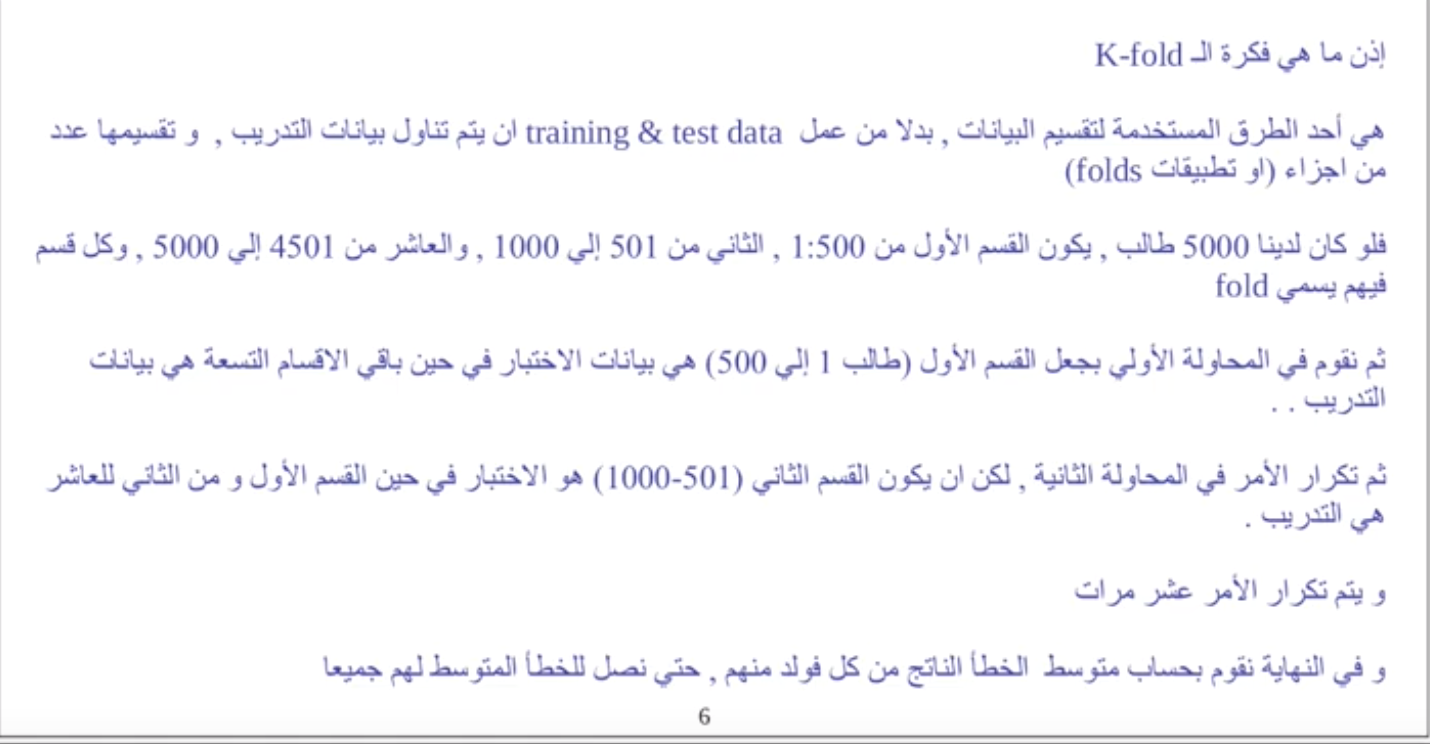 إذن ما هي فكرة الـ K-fold
هي أحد الطرق المستخدمة لتقسيم البيانات , بدلا من عمل training & test data ان يتم تناول بيانات التدريب , و تقسيمها عدد
من اجزاء (او تطبيقات folds)
فلو كان لدينا 5000 طالب , يكون القسم الأول من 1:500 , الثاني من 501 إلي 1000 , والعاشر من 4501 إلي 5000 , وكل قسم
فيهم يسمي fold
ثم نقوم في المحاولة الأولي بجعل القسم الأول (طالب 1 إلي 500) هي بيانات الاختبار في حين باقي الاقسام التسعة هي بيانات
التدريب . .
ثم تكرار الأمر في المحاولة الثانية , لكن ان يكون القسم الثاني (501-1000) هو الاختبار في حين القسم الأول و من الثاني للعاشر
هي التدريب .
و يتم تكرار الأمر عشر مرات
و في النهاية نقوم بحساب متوسط الخطأ الناتج من كل فولد منهم , حتي نصل للخطأ المتوسط لهم جميعا
6